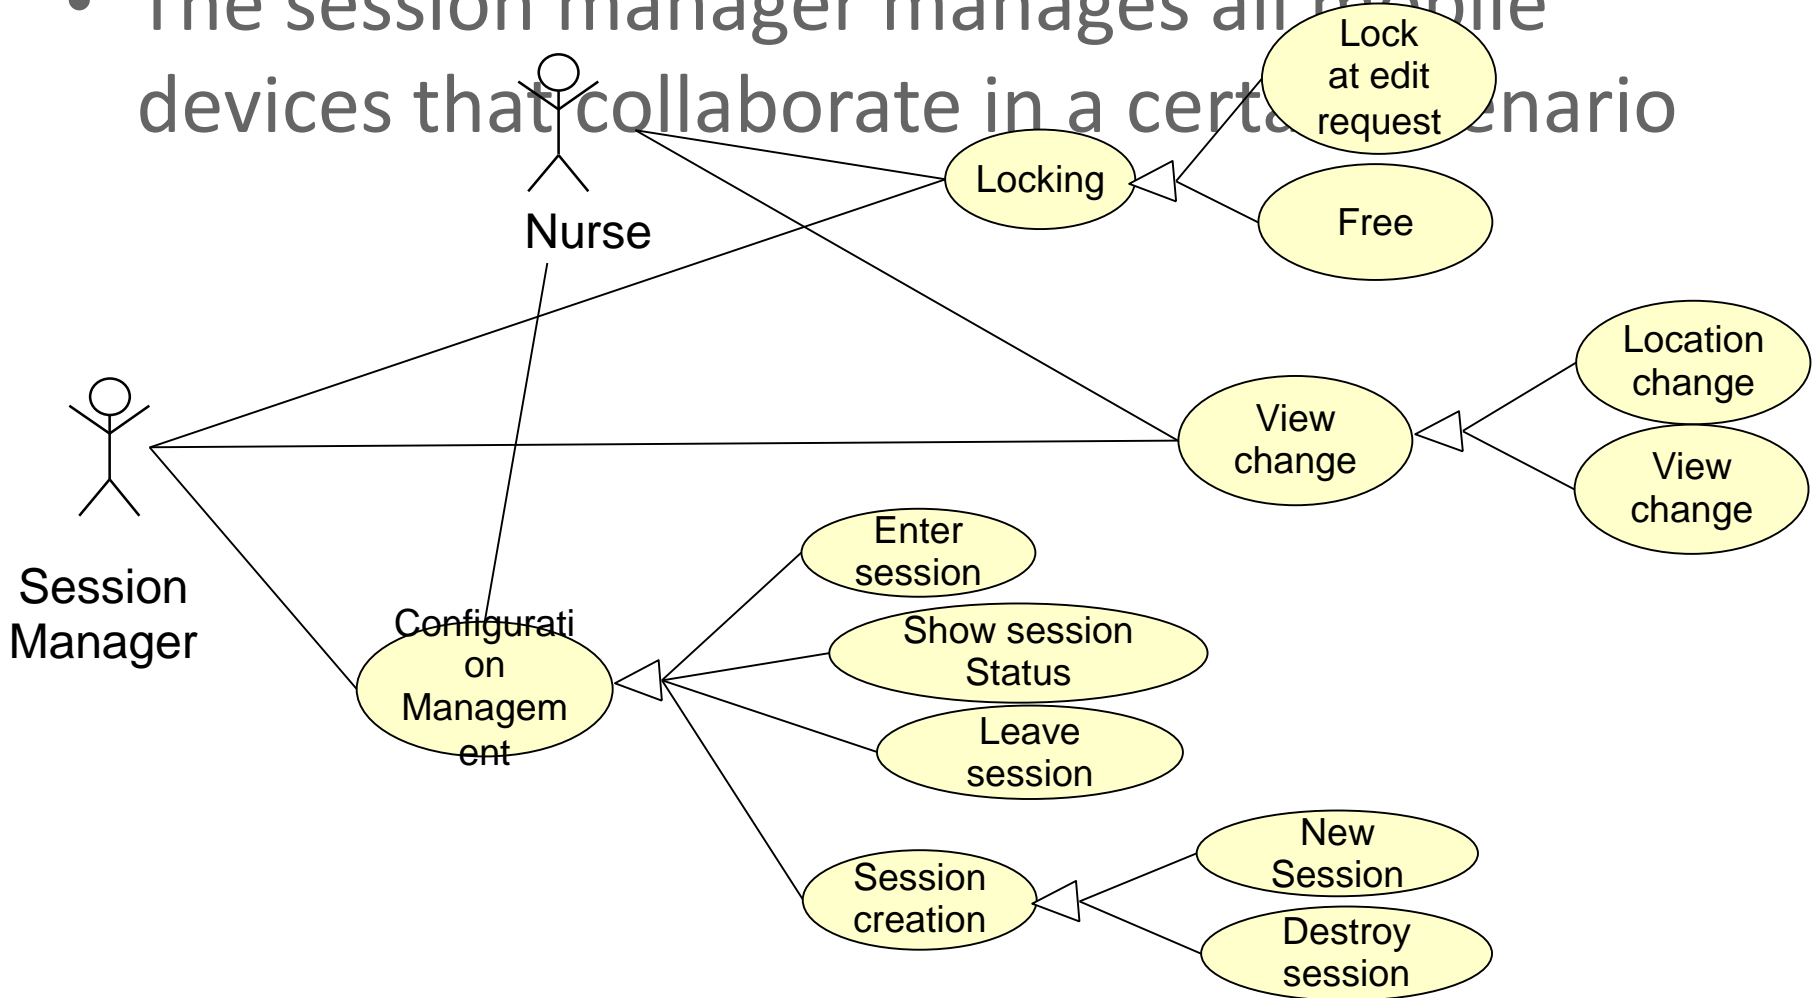 • The session manager manages all mobile
devices that collaborate in a enario
Lock
at edit
request
Locking
Free
Nurse
Location
change
View
change
View
change
Enter
session
Session
Manager
Configurati
on
Managem
ent
Show session
Status
Leave
session
New
Session
Session
creation
Destroy
session